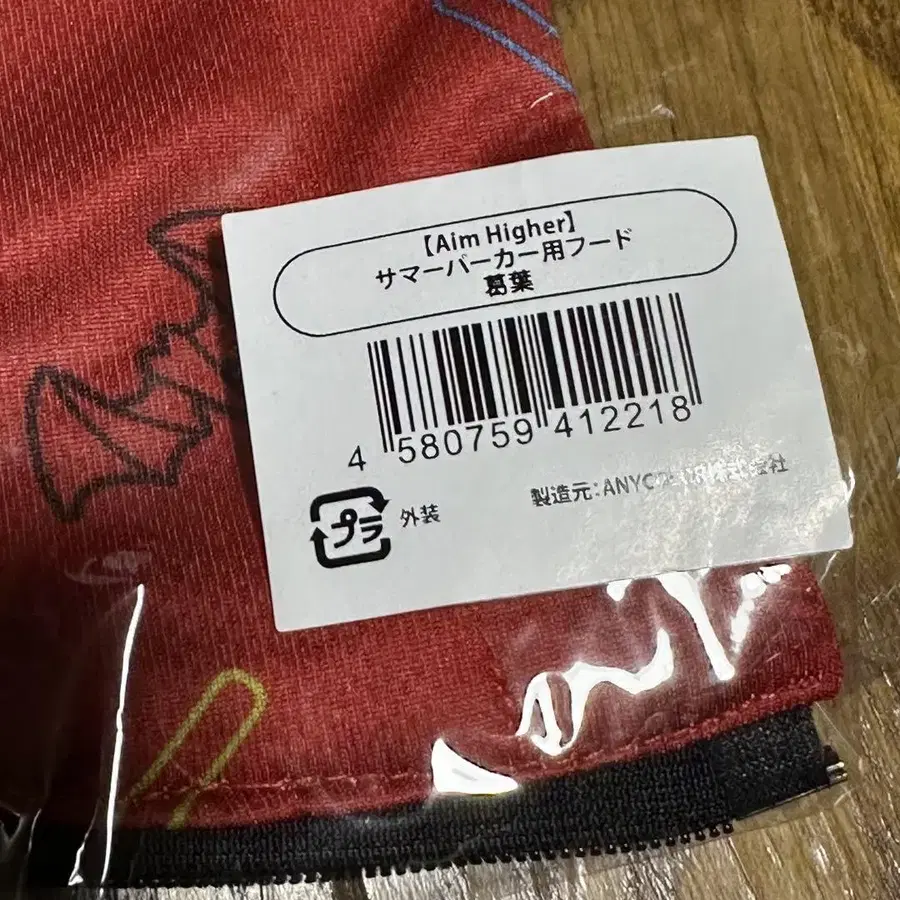 【Aim Higher】
サマーパーカー用フード
葛葉
4 580759 412218
プラ 外装
製造元:ANYC